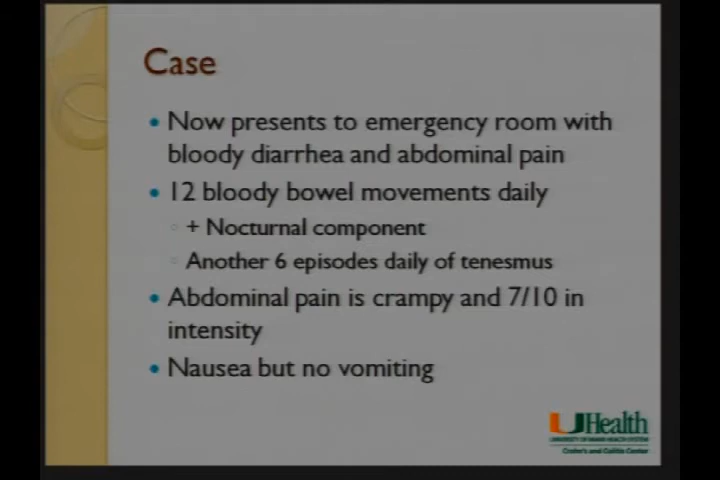 Case
Now presents to emergency room with
bloody diarrhea and abdominal pain
12 bloody bowel movements daily
+ Nocturnal component
Another 6 episodes daily of tenesmus
Abdominal pain is crampy and 7/10 in
intensity
Nausea but no vomiting
UHealth
UNIVERSITY OF MIAMI HEALTH SYSTEM
Crohn's and Colitis Center